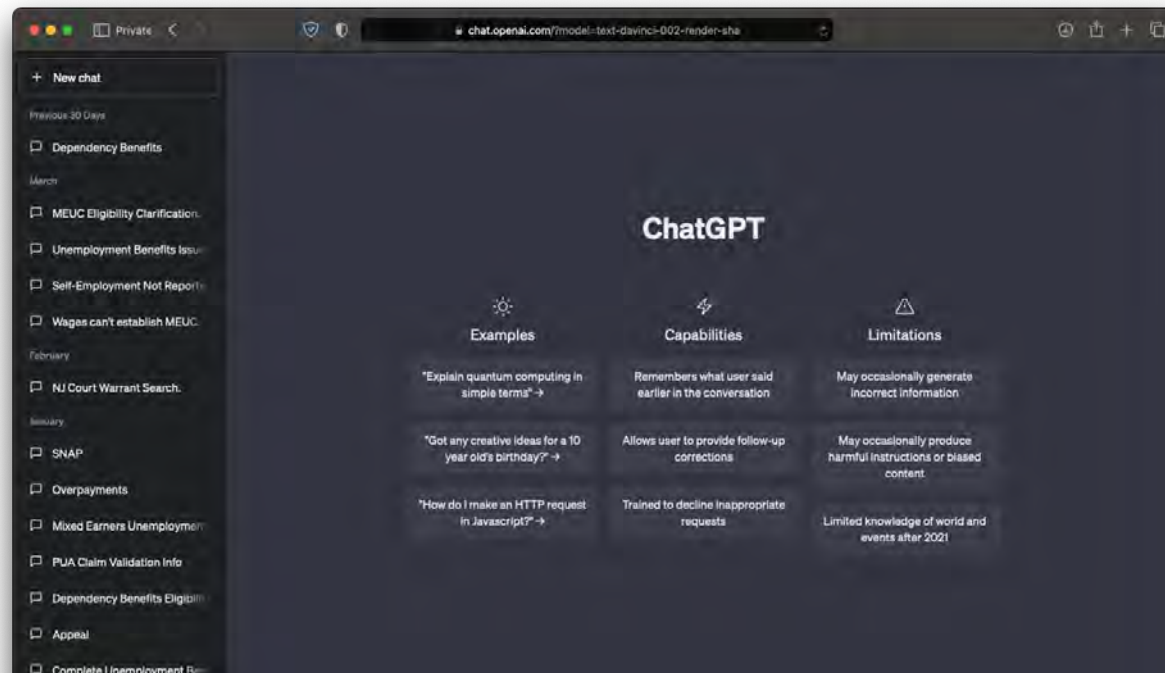 Private
chat.openai.com/?model=text-davinci-002-render-sha
+ New chat
Previous 30 Days
Dependency Benefits
March
MEUC Eligibility Clarification.
Unemployment Benefits Issu
Self-Employment Not Reporte
Wages can't establish MEUC.
February
NJ Court Warrant Search.
January
SNAP
Overpayments
Mixed Earners Unemploymen
PUA Claim Validation Info
Dependency Benefits Eligibili
Appeal
Complete Unemployment Ben
ChatGPT
Examples
"Explain quantum computing in
simple terms" →
"Got any creative ideas for a 10
year old's birthday?" →
"How do I make an HTTP request
in Javascript?" →
Capabilities
Remembers what user said
earlier in the conversation
Allows user to provide follow-up
corrections
Trained to decline inappropriate
requests
Limitations
May occasionally generate
incorrect information
May occasionally produce
harmful instructions or biased
content
Limited knowledge of world and
events after 2021